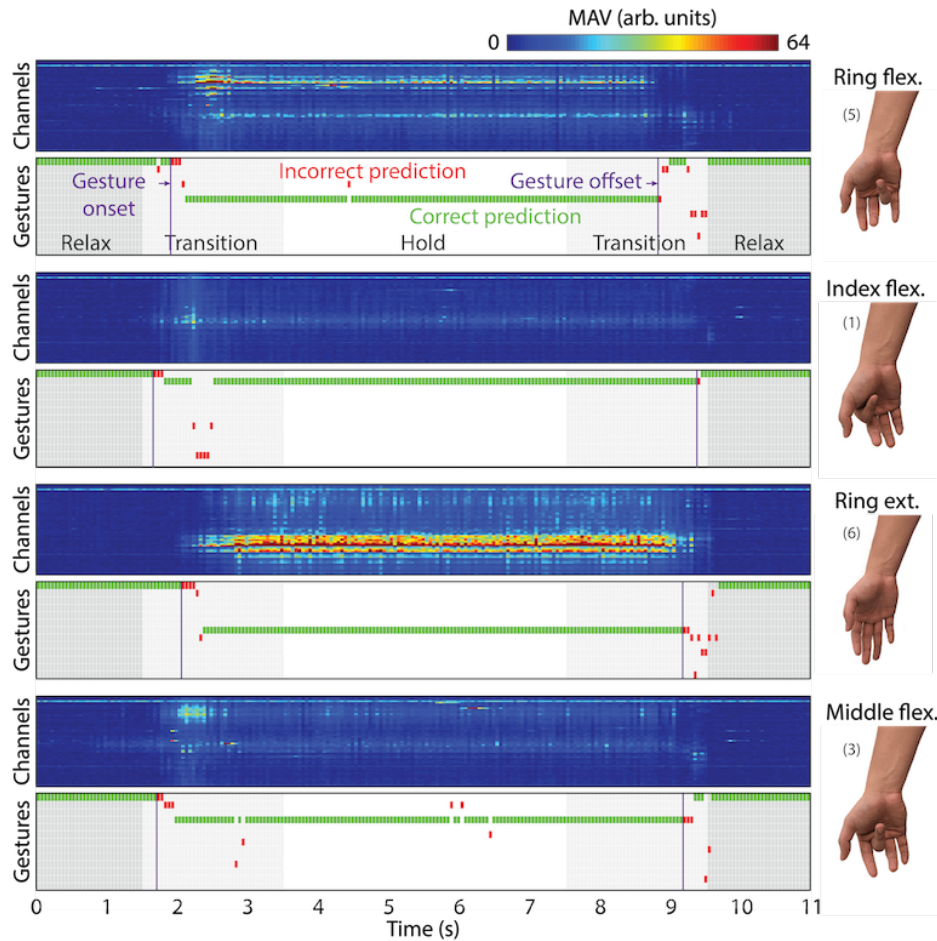 MAV (arb. units)
0
64
Channels
Ring flex.
(5)
Gestures
Gesture
onset
Incorrect prediction
Gesture offset
Correct prediction
Relax
Transition
Hold
Transition
Relax
Channels
Index flex.
(1)
Gestures
Channels
Ring ext.
(6)
Gestures
Channels
Middle flex.
(3)
Gestures
0 1 2 3 4 5 6 7 8 9 10 11
Time (s)